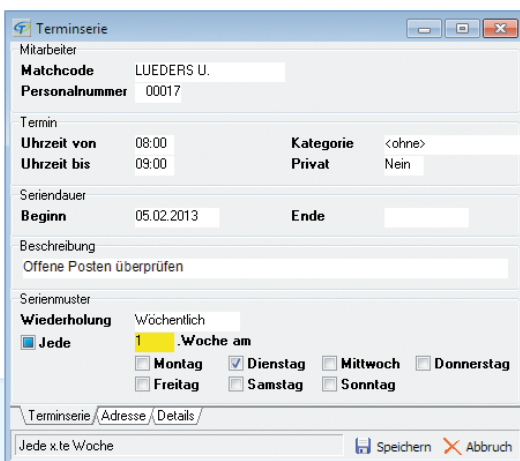 Terminserie
Mitarbeiter
Matchcode LUEDERS U.
Personalnummer 00017
Termin
Uhrzeit von 08:00 Kategorie <ohne>
Uhrzeit bis 09:00 Privat Nein
Seriendauer
Beginn 05.02.2013 Ende
Beschreibung
Offene Posten überprüfen
Serienmuster
Wiederholung Wöchentlich
Jede 1 .Woche am
Montag Dienstag Mittwoch Donnerstag
Freitag Samstag Sonntag
Terminserie Adresse Details
Jede x.te Woche Speichern Abbruch